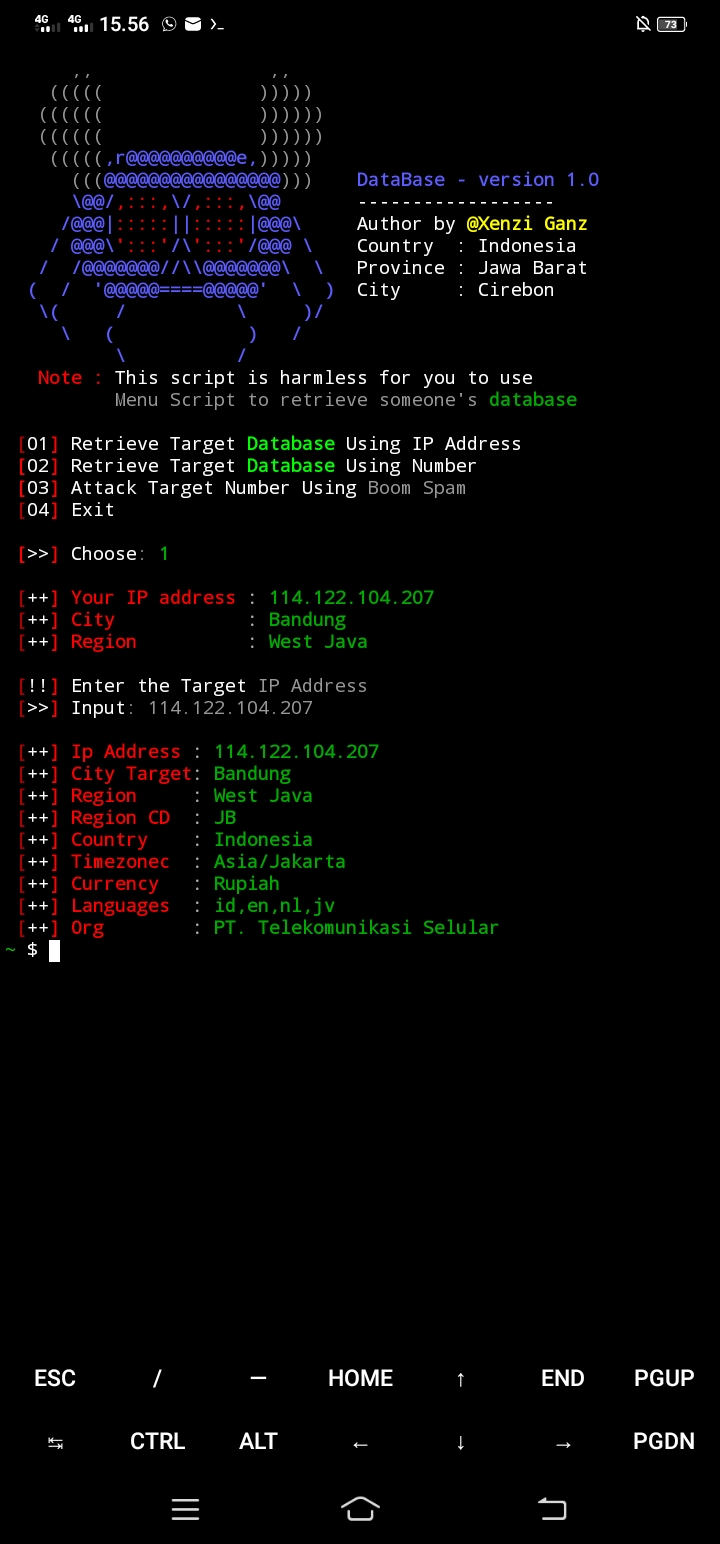 4G 4G 15.56 73
,, ,,
((((( )))))
(((((( ))))))
(((((( ))))))
(((((,r@@@@@@@@@@e,)))))
(((@@@@@@@@@@@@@@@@))) DataBase - version 1.0
\@@/,:::,\/,:::,\@@ ------------------
/@@@|:::::||:::::|@@@\ Author by @Xenzi Ganz
/ @@@\':::'/\':::'/@@@ \ Country : Indonesia
/ /@@@@@@@//\\@@@@@@@\ \ Province : Jawa Barat
( / '@@@@@====@@@@@' \ ) City : Cirebon
\( / \ )/
\ ( ) /
\ /
Note : This script is harmless for you to use
Menu Script to retrieve someone's database
[01] Retrieve Target Database Using IP Address
[02] Retrieve Target Database Using Number
[03] Attack Target Number Using Boom Spam
[04] Exit
[>>] Choose: 1
[++] Your IP address : 114.122.104.207
[++] City : Bandung
[++] Region : West Java
[!!] Enter the Target IP Address
[>>] Input: 114.122.104.207
[++] Ip Address : 114.122.104.207
[++] City Target: Bandung
[++] Region : West Java
[++] Region CD : JB
[++] Country : Indonesia
[++] Timezonec : Asia/Jakarta
[++] Currency : Rupiah
[++] Languages : id,en,nl,jv
[++] Org : PT. Telekomunikasi Selular
~ $
ESC / — HOME ↑ END PGUP
↹ CTRL ALT ← ↓ → PGDN